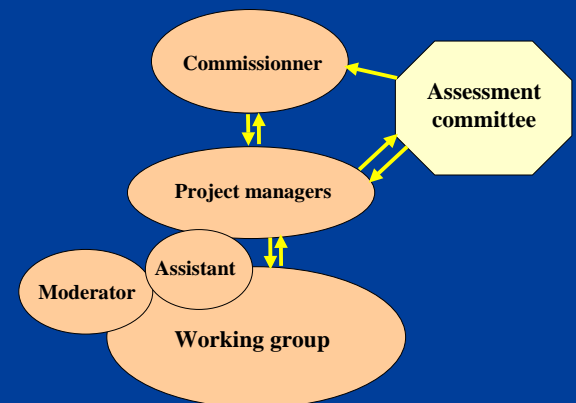 Commissionner
Assessment
committee
Project managers
Assistant
Moderator
Working group